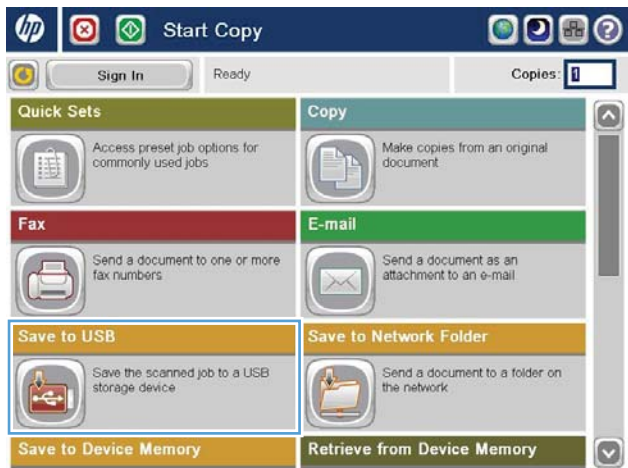 hp
Start Copy
Sign In
Ready
Copies: 1
Quick Sets
Access preset job options for
commonly used jobs
Copy
Make copies from an original
document
Fax
Send a document to one or more
fax numbers
E-mail
Send a document as an
attachment to an e-mail
Save to USB
Save the scanned job to a USB
storage device
Save to Network Folder
Send a document to a folder on
the network
Save to Device Memory
Retrieve from Device Memory